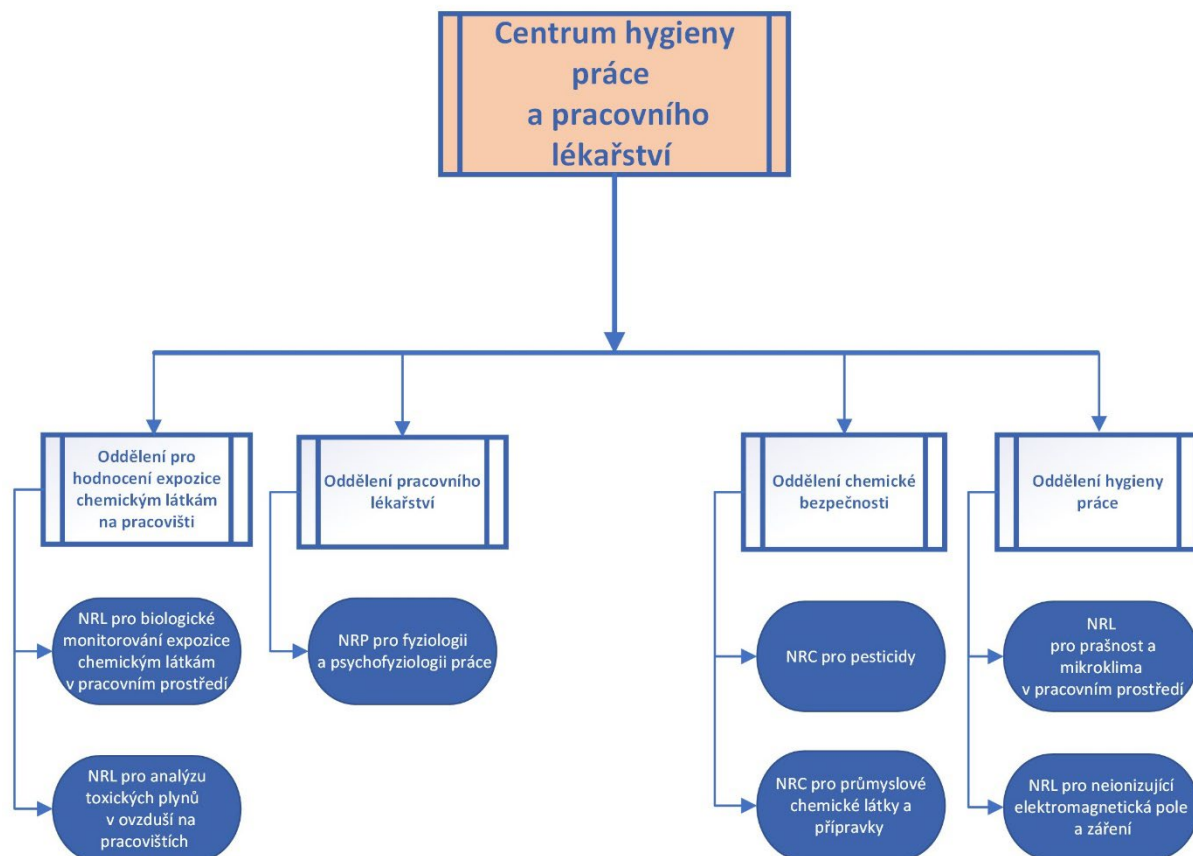 Centrum hygieny
práce
a pracovního
lékařství
Oddělení pro
hodnocení expozice
chemickým látkám
na pracovišti
Oddělení pracovního
lékařství
Oddělení chemické
bezpečnosti
Oddělení hygieny
práce
NRL pro biologické
monitorování expozice
chemickým látkám
v pracovním prostředí
NRP pro fyziologii
a psychofyziologii práce
NRC pro pesticidy
NRL
pro prašnost a
mikroklima
v pracovním prostředí
NRL pro analýzu
toxických plynů
v ovzduší na
pracovištích
NRC pro průmyslové
chemické látky a
přípravky
NRL pro neionizující
elektromagnetická pole
a záření